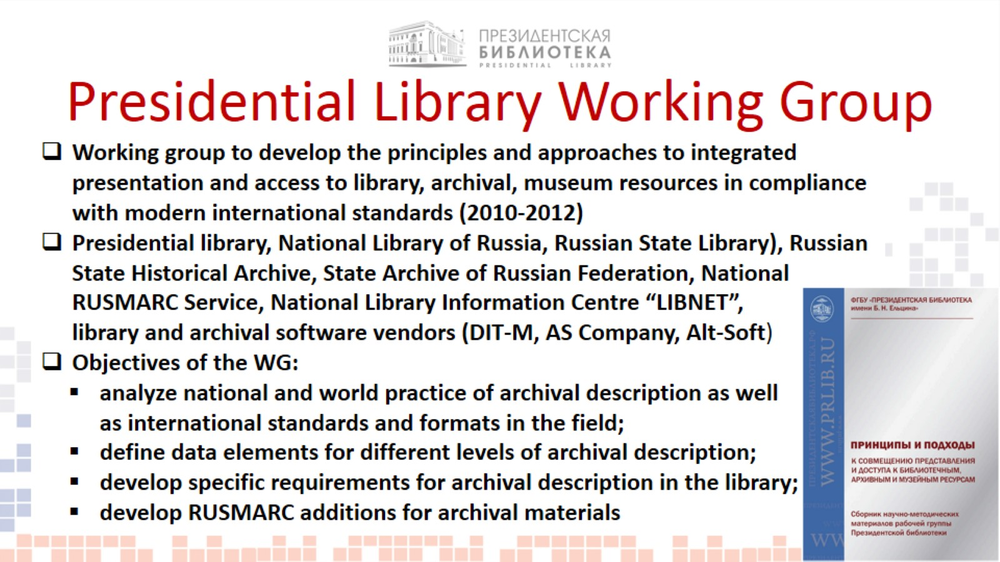 ПРЕЗИДЕНТСКАЯ
БИБЛИОТЕКА
PRESIDENTIAL LIBRARY
Presidential Library Working Group
Working group to develop the principles and approaches to integrated
presentation and access to library, archival, museum resources in compliance
with modern international standards (2010-2012)
Presidential library, National Library of Russia, Russian State Library), Russian
State Historical Archive, State Archive of Russian Federation, National
RUSMARC Service, National Library Information Centre “LIBNET”,
library and archival software vendors (DIT-M, AS Company, Alt-Soft)
Objectives of the WG:
analyze national and world practice of archival description as well
as international standards and formats in the field;
define data elements for different levels of archival description;
develop specific requirements for archival description in the library;
develop RUSMARC additions for archival materials
ФГБУ «ПРЕЗИДЕНТСКАЯ БИБЛИОТЕКА
имени Б. Н. Ельцина»
WWW.PRLIB.RU
ПРИНЦИПЫ И ПОДХОДЫ
К СОВМЕЩЕНИЮ ПРЕДСТАВЛЕНИЯ
И ДОСТУПА К БИБЛИОТЕЧНЫМ,
АРХИВНЫМ И МУЗЕЙНЫМ РЕСУРСАМ
Сборник научно-методических
материалов рабочей группы
Президентской библиотеки